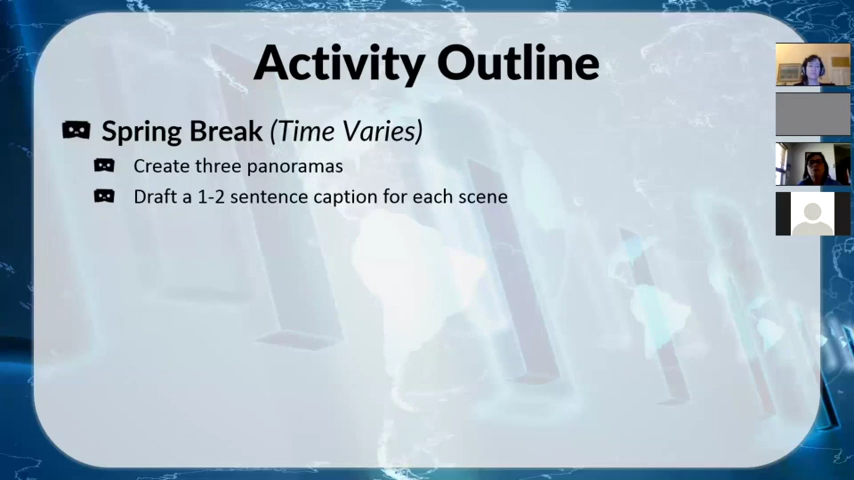 Activity Outline
Spring Break (Time Varies)
Create three panoramas
Draft a 1-2 sentence caption for each scene